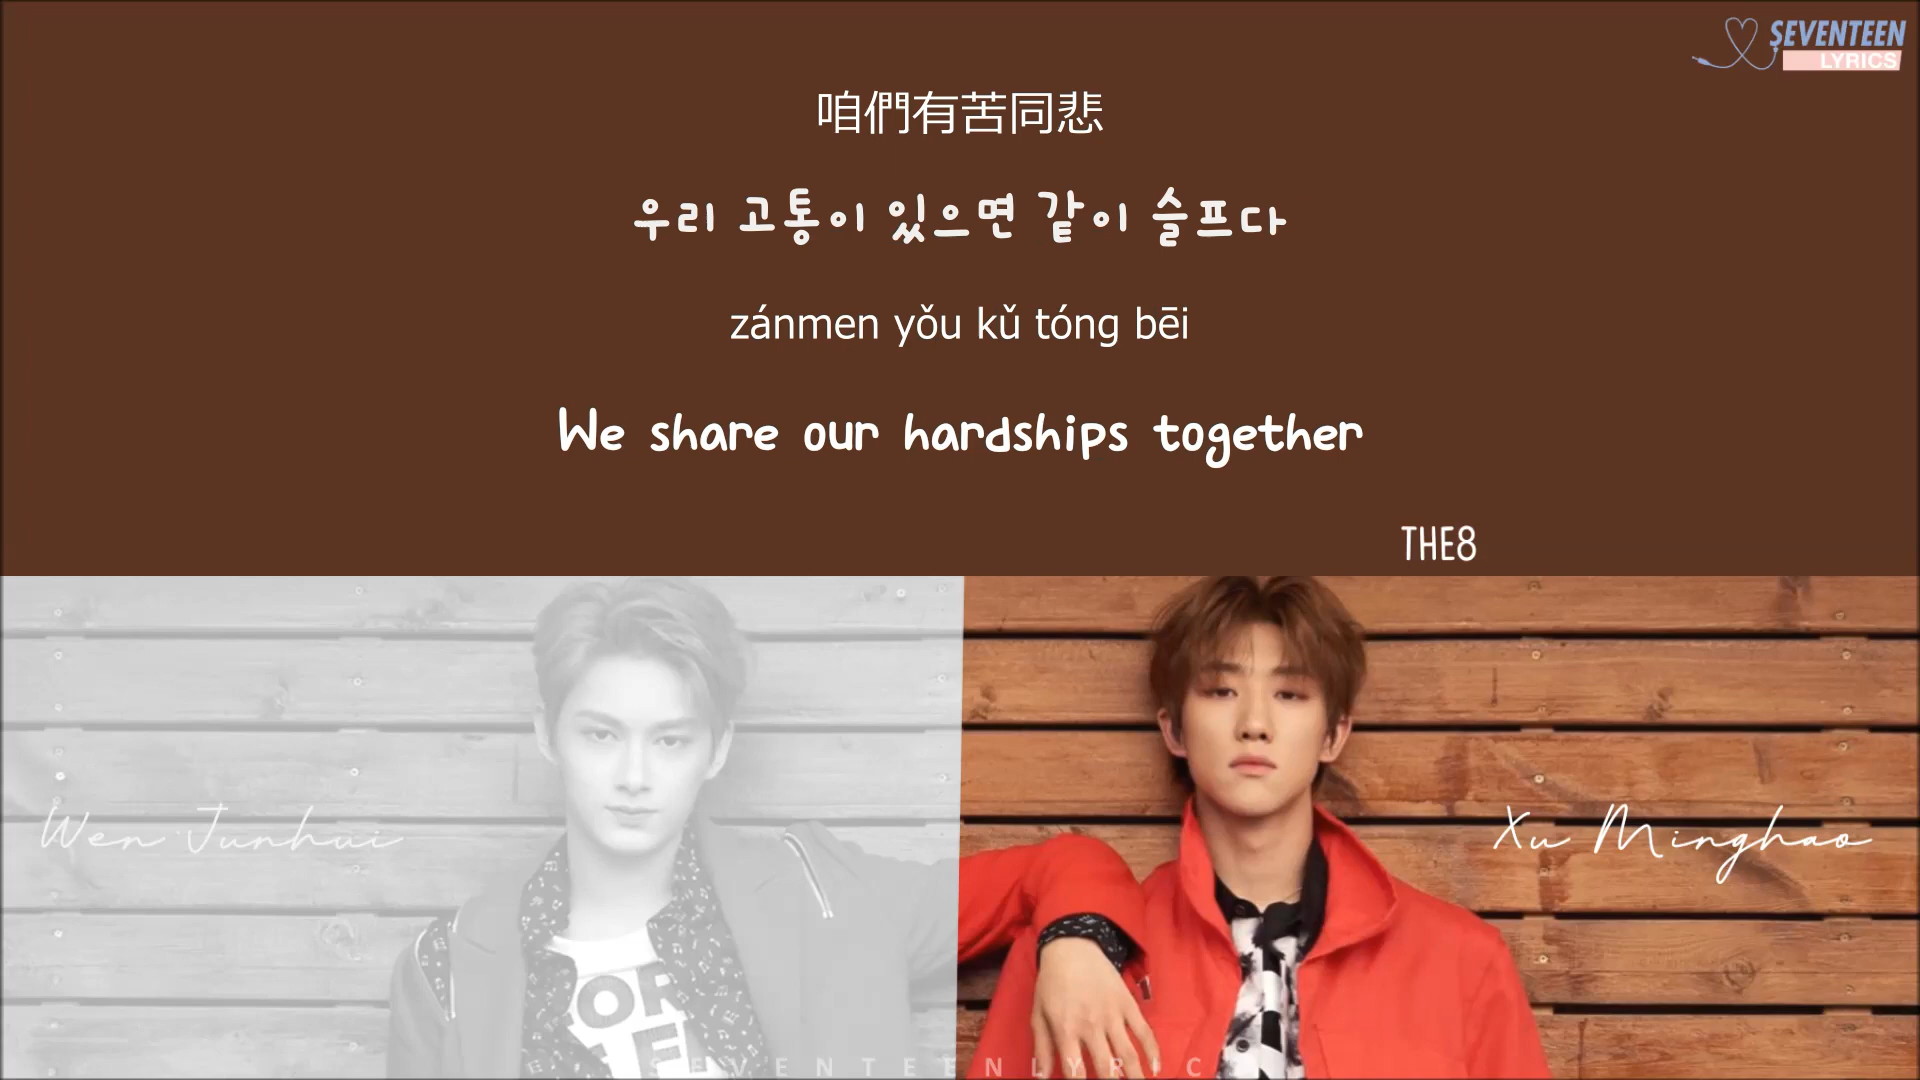 SEVENTEEN
LYRICS
咱們有苦同悲
우리 고통이 있으면 같이 슬프다
zánmen yǒu kǔ tóng bēi
We share our hardships together
THE8
Wen Junhui
Xu Minghao
SEVENTEENLYRIC